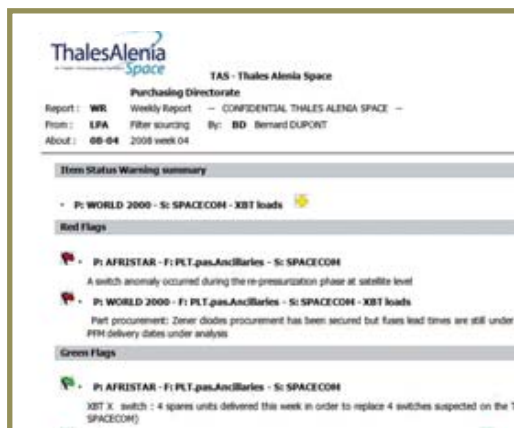 ThalesAlenia
Space
TAS - Thales Alenia Space
Purchasing Directorate
Report : WR Weekly Report -- CONFIDENTIAL THALES ALENIA SPACE --
From : LPA Filter sourcing By: BD Bernard DUPONT
About : 08-04 2008 week 04
Item Status Warning summary
P: WORLD 2000 - S: SPACECOM - XBT loads
Red Flags
P: AFRISTAR - F: PLT.pas.Ancillaries - S: SPACECOM
A switch anomaly occurred during the re-pressurization phase at satellite level
P: WORLD 2000 - F: PLT.pas.Ancillaries - S: SPACECOM - XBT loads
Part procurement: Zener diodes procurement has been secured but fuses lead times are still under
PFM delivery dates under analysis
Green Flags
P: AFRISTAR - F: PLT.pas.Ancillaries - S: SPACECOM
XBT X switch : 4 spares units delivered this week in order to replace 4 switches suspected on the T
SPACECOM)